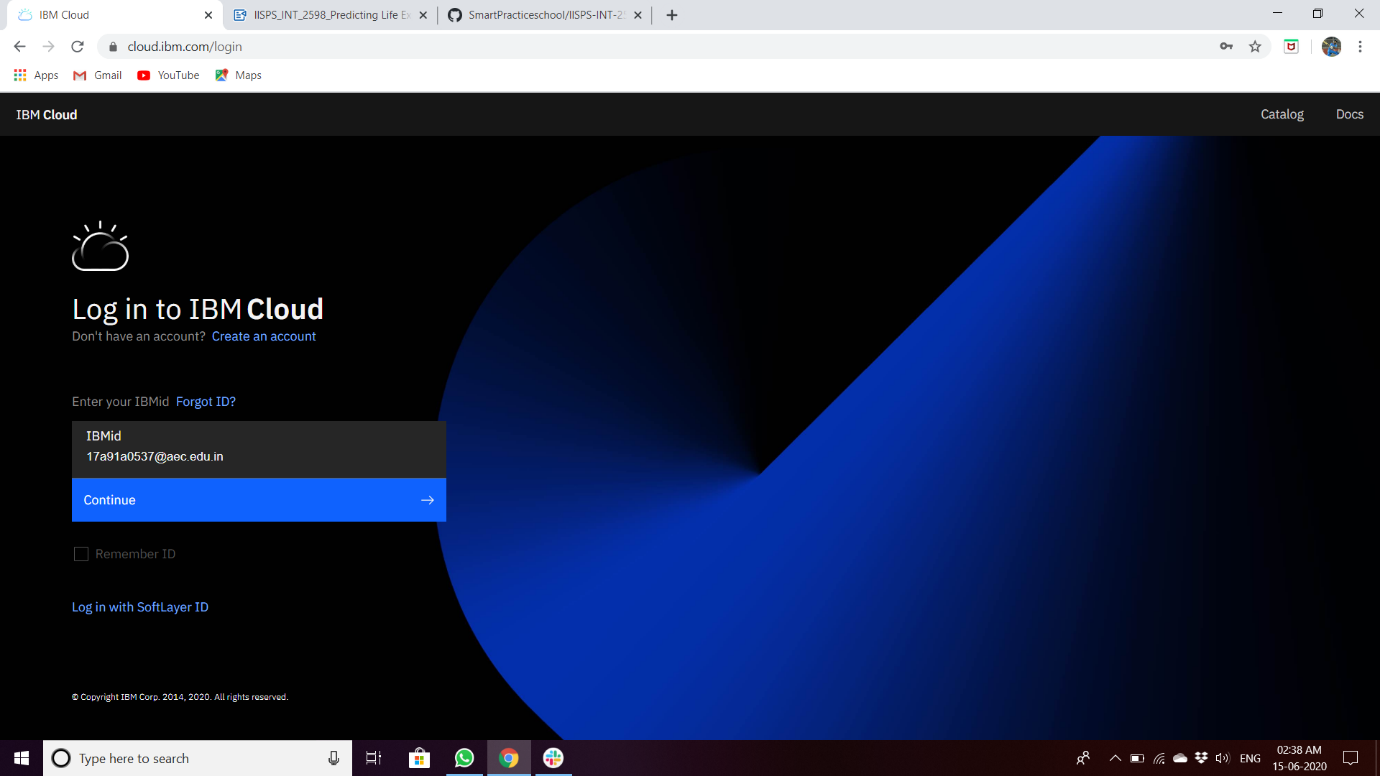 IBM Cloud
IISPS_INT_2598_Predicting Life Ex
SmartPracticeschool/IISPS-INT-25
cloud.ibm.com/login
Apps Gmail YouTube Maps
IBM Cloud Catalog Docs
Log in to IBM Cloud
Don't have an account? Create an account
Enter your IBMid Forgot ID?
IBMid
17a91a0537@aec.edu.in
Continue
Remember ID
Log in with SoftLayer ID
© Copyright IBM Corp. 2014, 2020. All rights reserved.
Type here to search
ENG
02:38 AM
15-06-2020